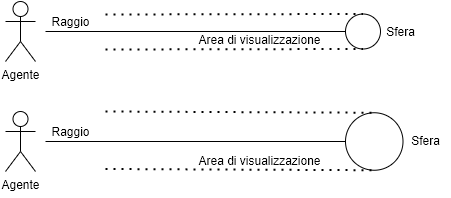 Raggio
Area di visualizzazione
Sfera
Agente
Raggio
Area di visualizzazione
Sfera
Agente